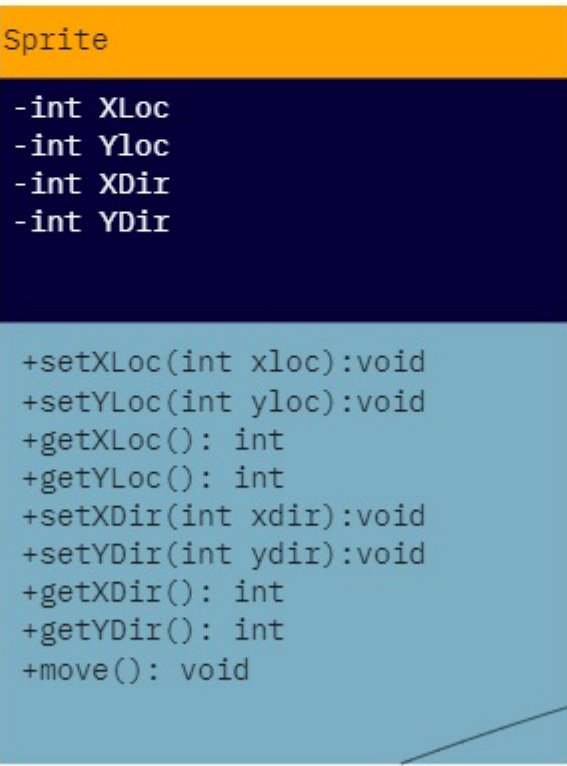 Sprite
-int XLoc
-int Yloc
-int XDir
-int YDir
+setXLoc(int xloc):void
+setYLoc(int yloc):void
+getXLoc(): int
+getYLoc(): int
+setXDir(int xdir):void
+setYDir(int ydir):void
+getXDir(): int
+getYDir(): int
+move(): void